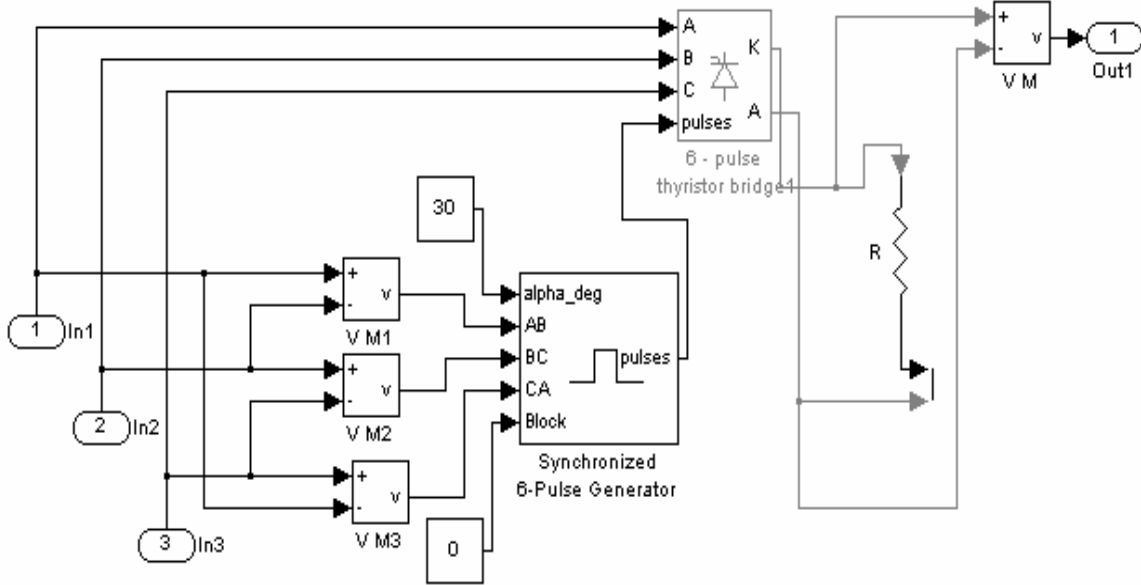 A
B
C
pulses
K
A
6 - pulse
thyristor bridge1
+
-
v
V M
1
Out1
30
R
1
In1
+
-
v
V M1
alpha_deg
AB
BC
CA
Block
pulses
Synchronized
6-Pulse Generator
2
In2
+
-
v
V M2
3
In3
+
-
v
V M3
0